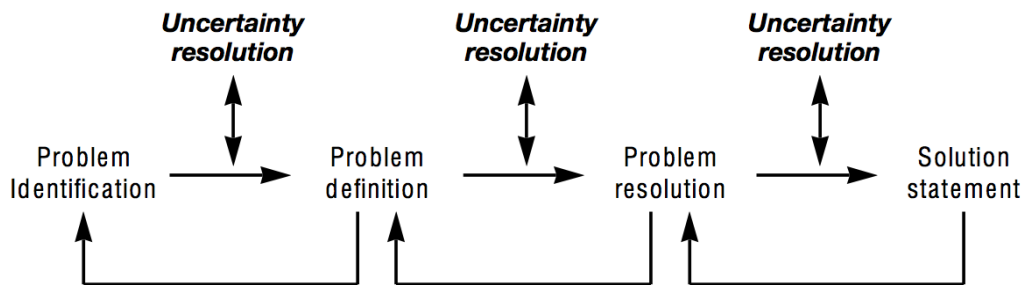 Uncertainty
resolution
Uncertainty
resolution
Uncertainty
resolution
Problem
Identification
Problem
definition
Problem
resolution
Solution
statement